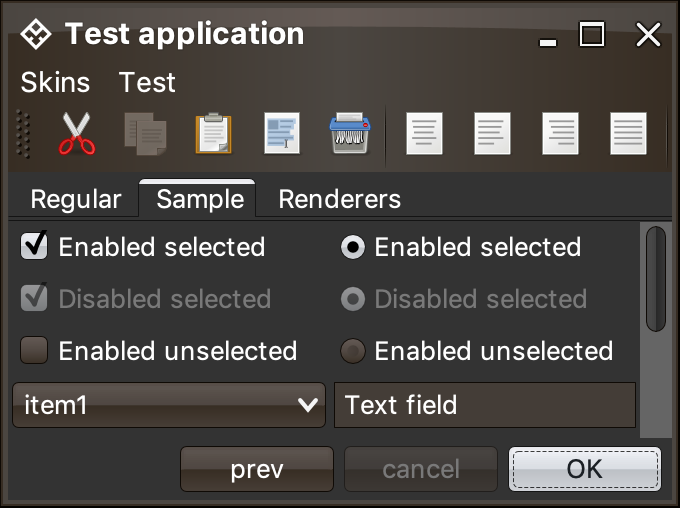 Test application
Skins Test
Regular Sample Renderers
Enabled selected Enabled selected
Disabled selected Disabled selected
Enabled unselected Enabled unselected
item1 Text field
prev cancel OK